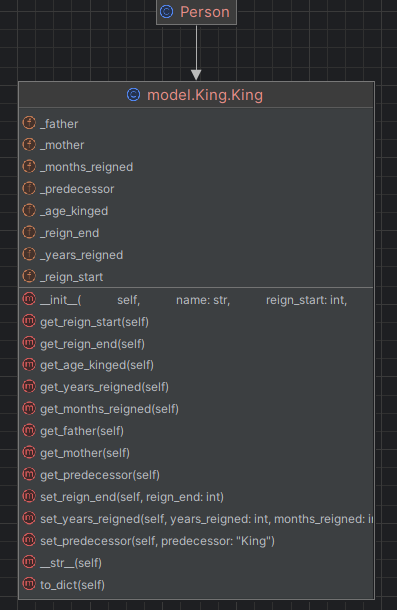 Person
model.King.King
_father
_mother
_months_reigned
_predecessor
_age_kinged
_reign_end
_years_reigned
_reign_start
__init__( self, name: str, reign_start: int,
get_reign_start(self)
get_reign_end(self)
get_age_kinged(self)
get_years_reigned(self)
get_months_reigned(self)
get_father(self)
get_mother(self)
get_predecessor(self)
set_reign_end(self, reign_end: int)
set_years_reigned(self, years_reigned: int, months_reigned: i
set_predecessor(self, predecessor: "King")
__str__(self)
to_dict(self)